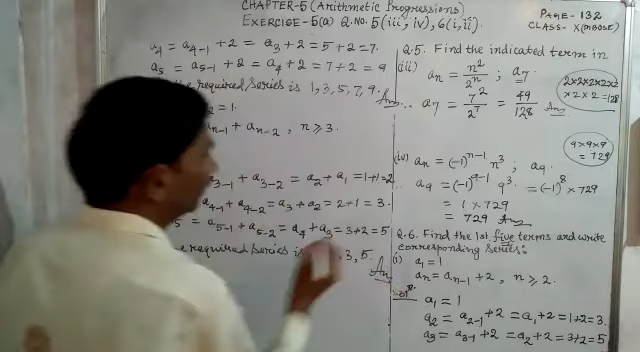 CHAPTER-5 (Arithmetic Progressions)
EXERCISE-5(a) Q.NO.5(iii,iv),6(i,ii).
PAGE-132
CLASS-X(MBOSE)
Q.5. Find the indicated term in
(iii) aₙ = n²/2ⁿ ; a₇.
a₇ = 7²/2⁷ = 49/128 Ans
2×2×2×2×2
×2×2=128
(iv) aₙ = (-1)ⁿ⁻¹ n³ ; a₉.
9×9×9
=729
a₉ = (-1)⁹⁻¹ 9³ = (-1)⁸ × 729
= 1 × 729
= 729 Ans
Q.6. Find the 1st five terms and write
corresponding series:
(i) a₁ = 1
aₙ = aₙ₋₁ + 2, n ≥ 2.
Solⁿ
a₁ = 1
a₂ = a₂₋₁ + 2 = a₁ + 2 = 1+2 = 3.
a₃ = a₃₋₁ + 2 = a₂ + 2 = 3+2 = 5
a₄ = a₄₋₁ + 2 = a₃ + 2 = 5 + 2 = 7.
a₅ = a₅₋₁ + 2 = a₄ + 2 = 7 + 2 = 9
required series is 1, 3, 5, 7, 9.
Ans
= 1.
ₙ₋₁ + aₙ₋₂ , n ≥ 3.
₃₋₁ + a₃₋₂ = a₂ + a₁ = 1+1 = 2
a₄₋₁ + a₄₋₂ = a₃ + a₂ = 2+1 = 3.
= a₅₋₁ + a₅₋₂ = a₄ + a₃ = 3+2 = 5
required series is 3, 5.
Ans